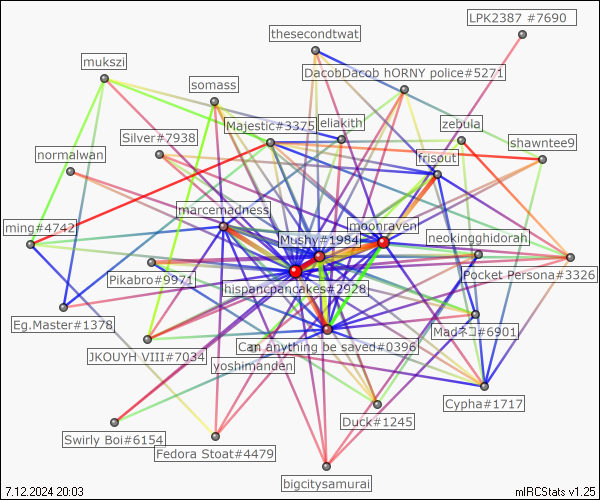 LPK2387 #7690
thesecondtwat
mukszi
DacobDacob hORNY police#5271
somass
Majestic#3375
eliakith
zebula
Silver#7938
shawntee9
normalwan
frisout
marcemadness
ming#4742
moonraven
Mushy#1984
neokingghidorah
Pikabro#9971
hispancpancakes#2928
Pocket Persona#3326
Eg.Master#1378
Madネコ#6901
Can anything be saved#0396
JKOUYH VIII#7034
yoshimanden
Cypha#1717
Duck#1245
Swirly Boi#6154
Fedora Stoat#4479
bigcitysamurai
7.12.2024 20:03
mIRCStats v1.25